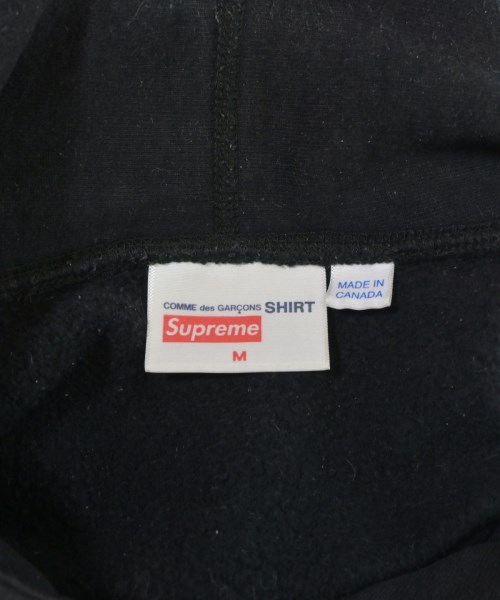 COMME des GARÇONS SHIRT
Supreme
M
MADE IN
CANADA